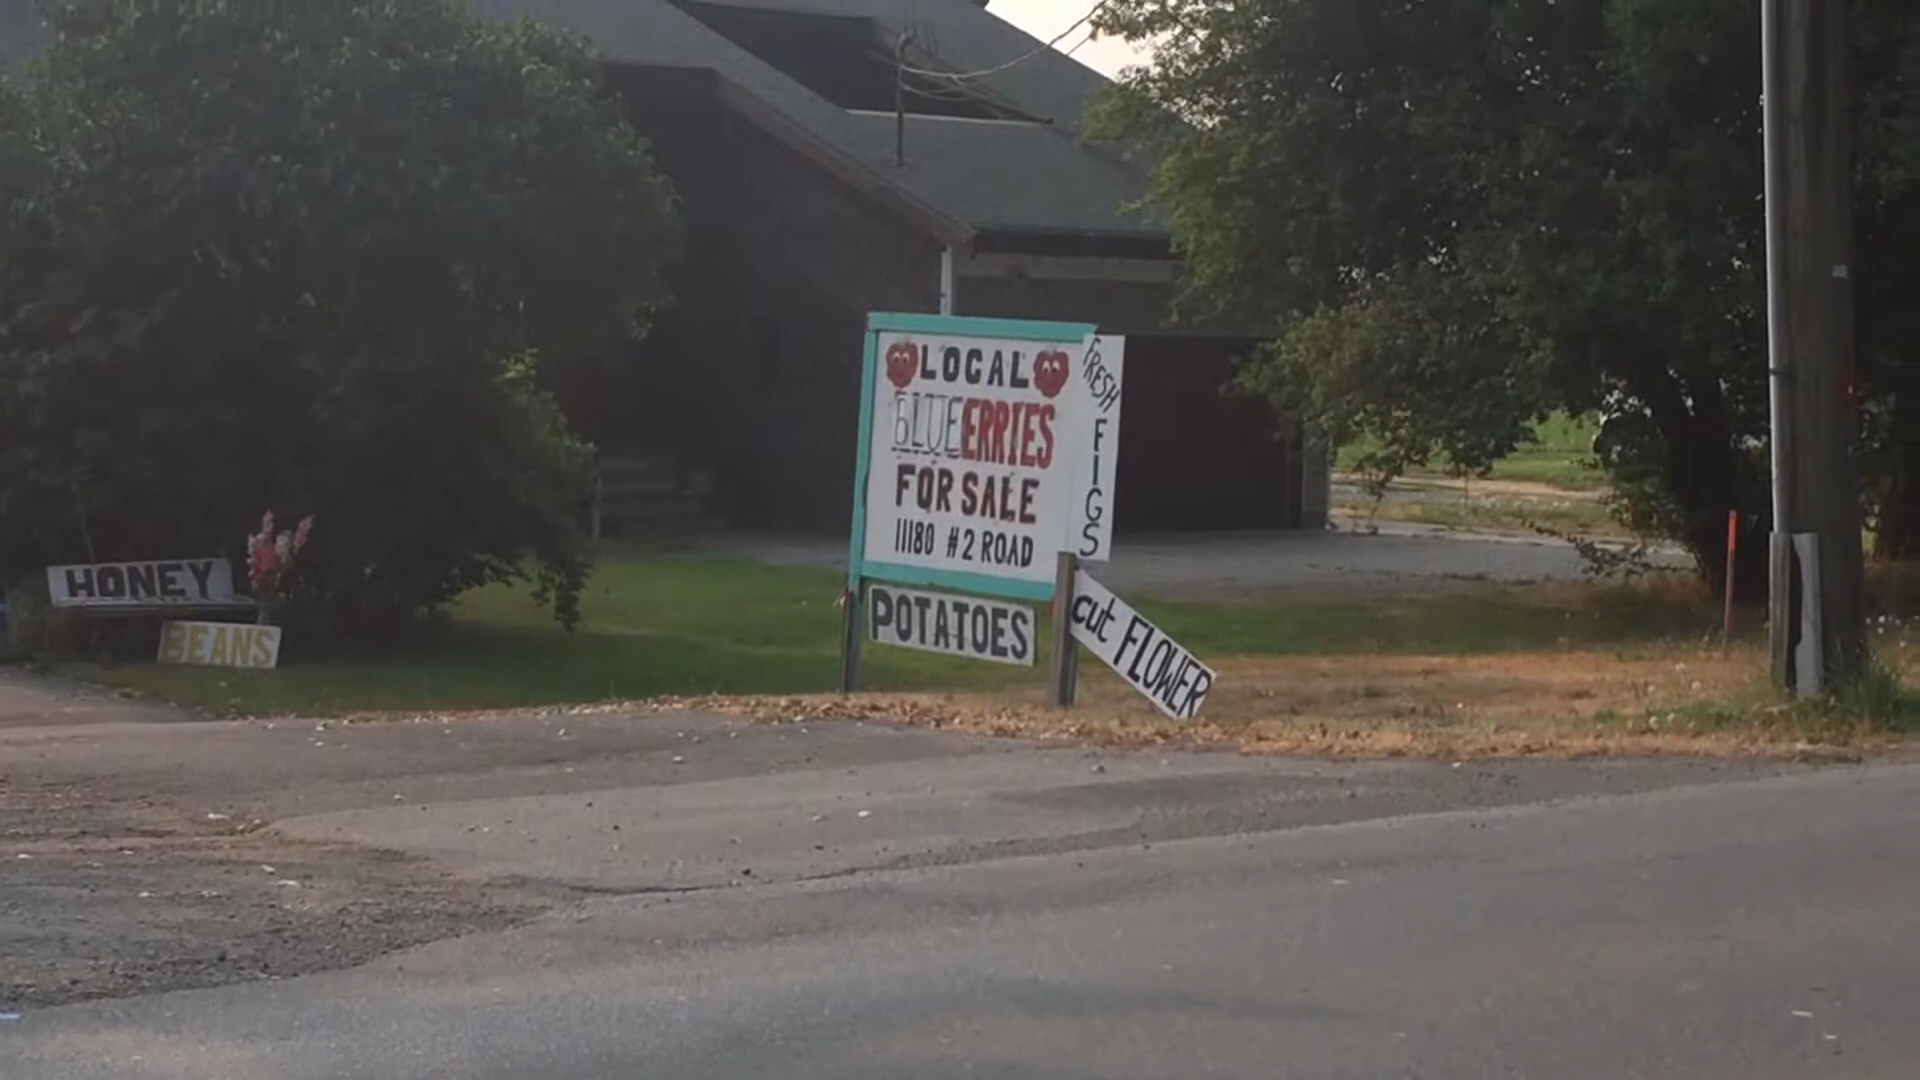 LOCAL
BLUEERRIES
FOR SALE
11180 #2 ROAD
FRESH
FIGS
POTATOES
cut FLOWER
HONEY
BEANS